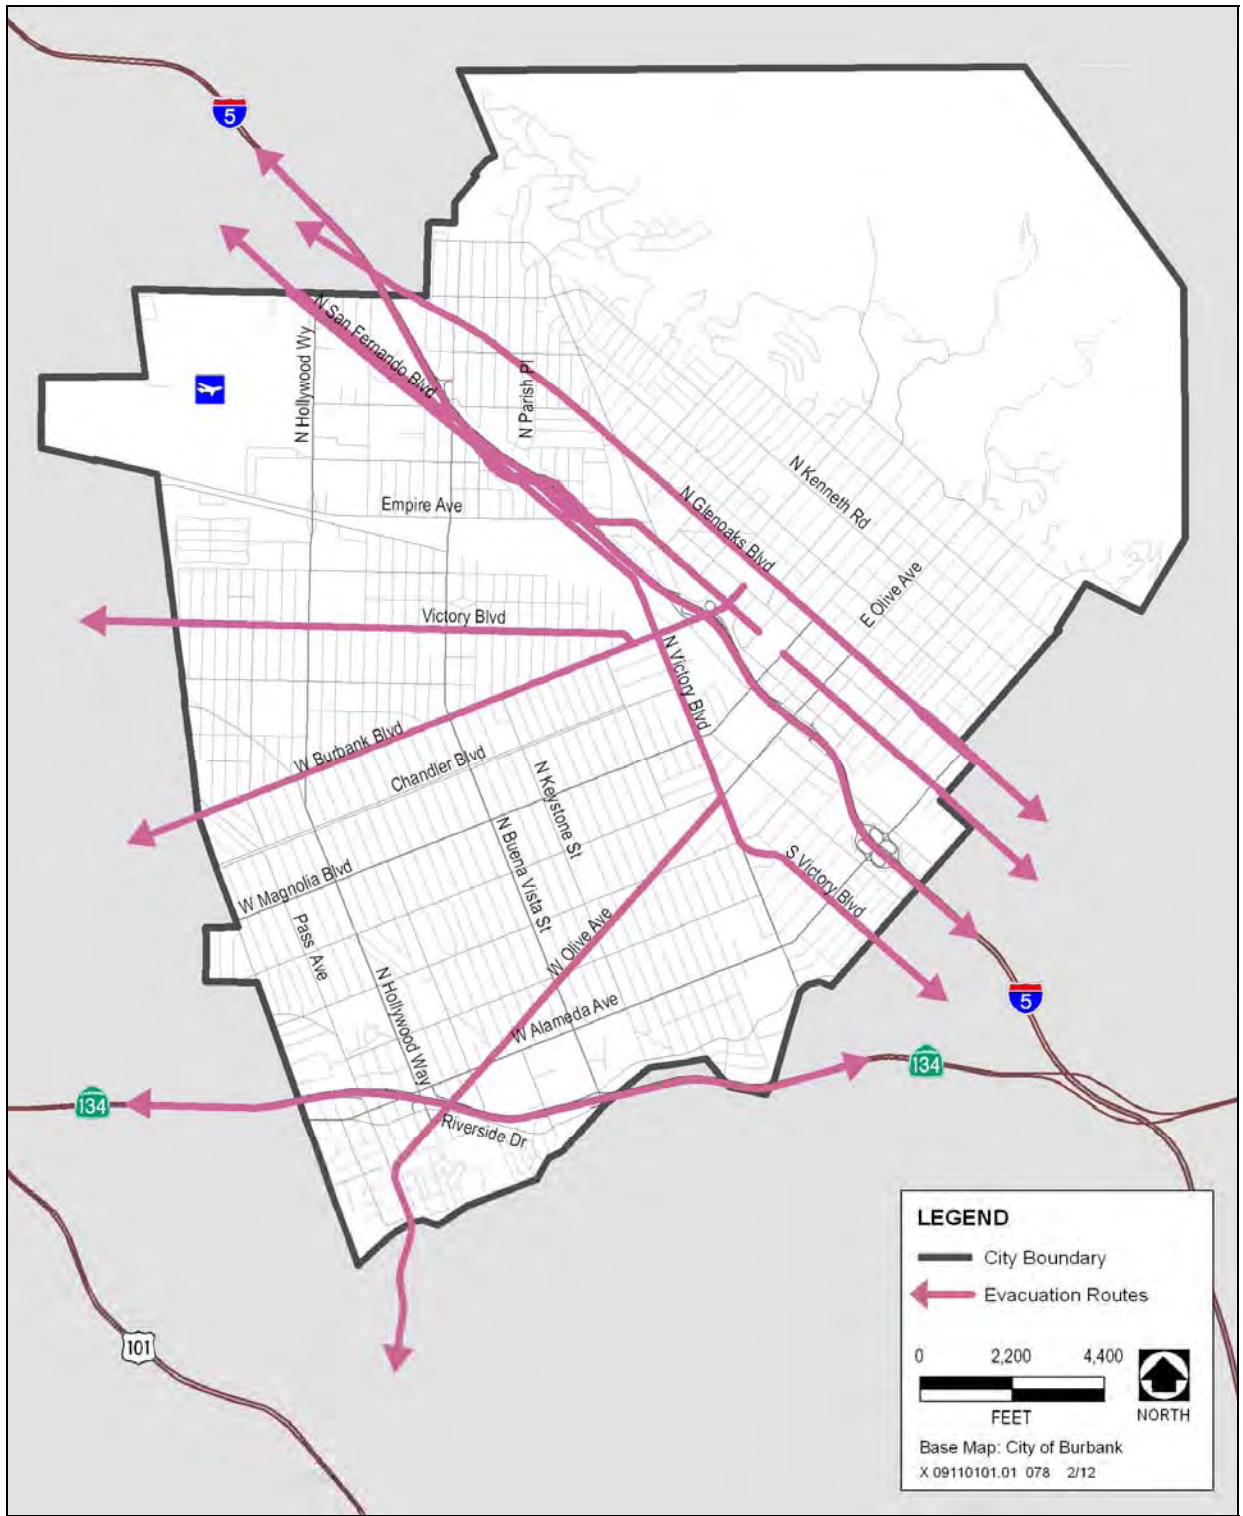 5
N San Fernando Blvd
N Hollywood Wy
N Parish Pl
N Kenneth Rd
Empire Ave
N Glenoaks Blvd
E Olive Ave
Victory Blvd
N Victory Blvd
W Burbank Blvd
Chandler Blvd
N Keystone St
N Buena Vista St
W Magnolia Blvd
S Victory Blvd
Pass Ave
W Olive Ave
N Hollywood Way
W Alameda Ave
5
134
134
Riverside Dr
101
LEGEND
City Boundary
Evacuation Routes
0 2,200 4,400
FEET
NORTH
Base Map: City of Burbank
X 09110101.01 078 2/12